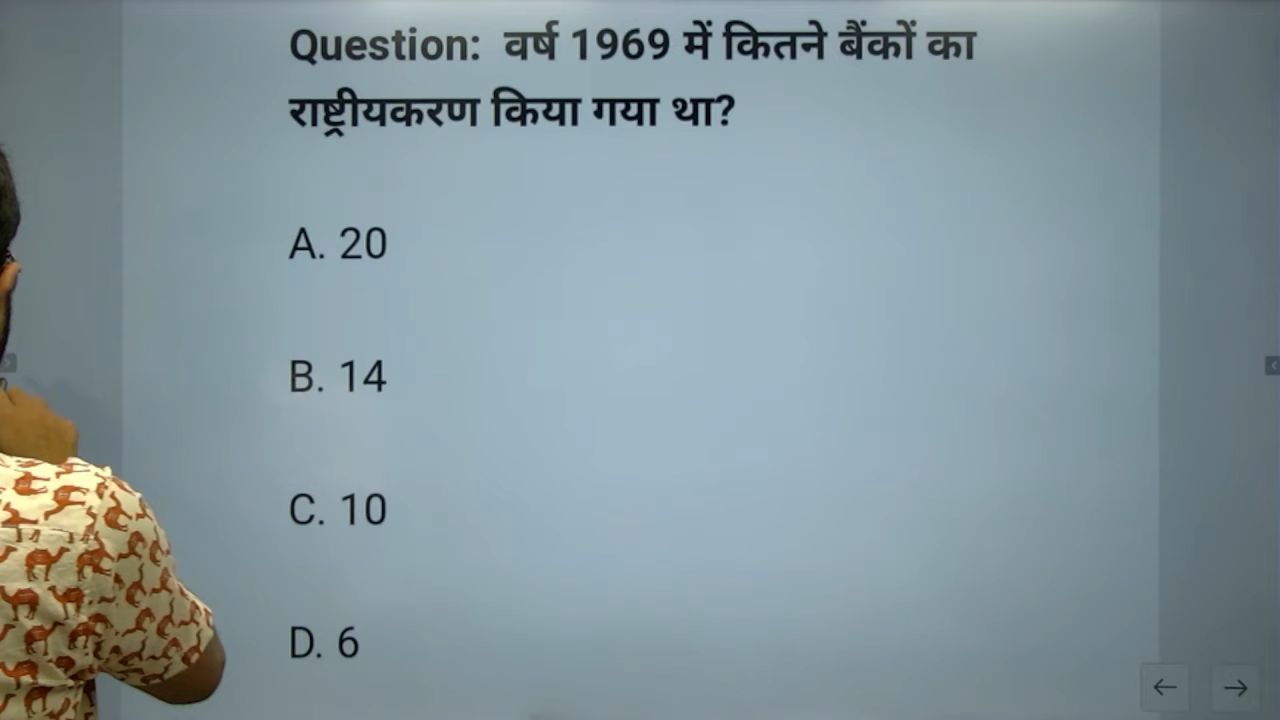 Question: वर्ष 1969 में कितने बैंकों का
राष्ट्रीयकरण किया गया था?
A. 20
B. 14
C. 10
D. 6